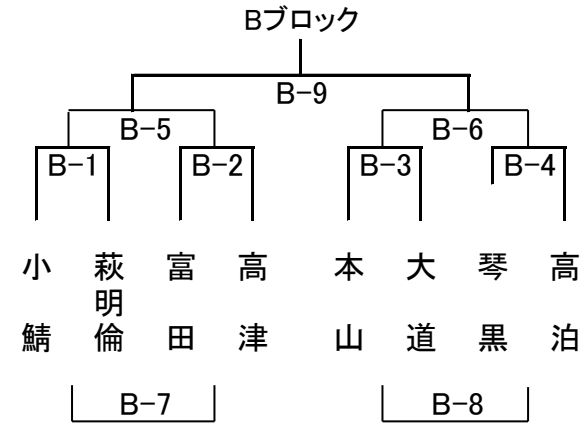 Bブロック
B-9
B-5 B-6
B-1 B-2 B-3 B-4
小鯖 萩明倫 富田 高津 本山 大道 琴黒 高泊
B-7 B-8